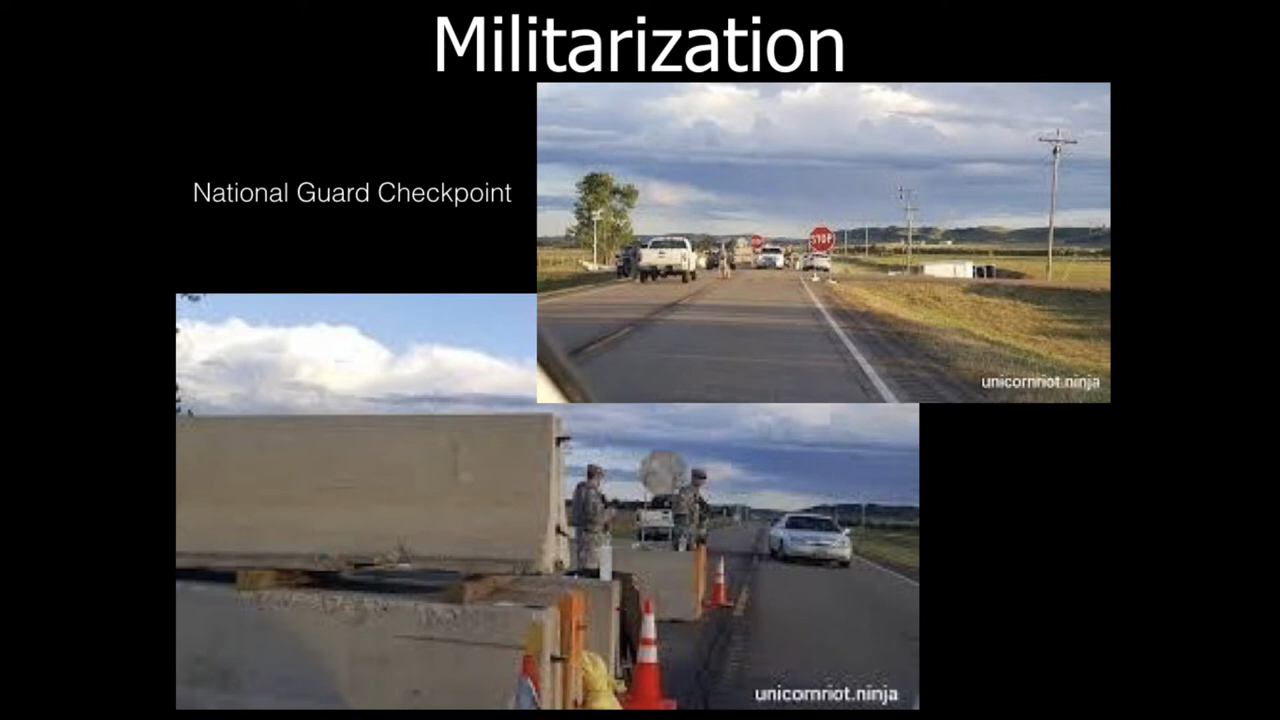 Militarization
National Guard Checkpoint
STOP
unicornriot.ninja
unicornriot.ninja